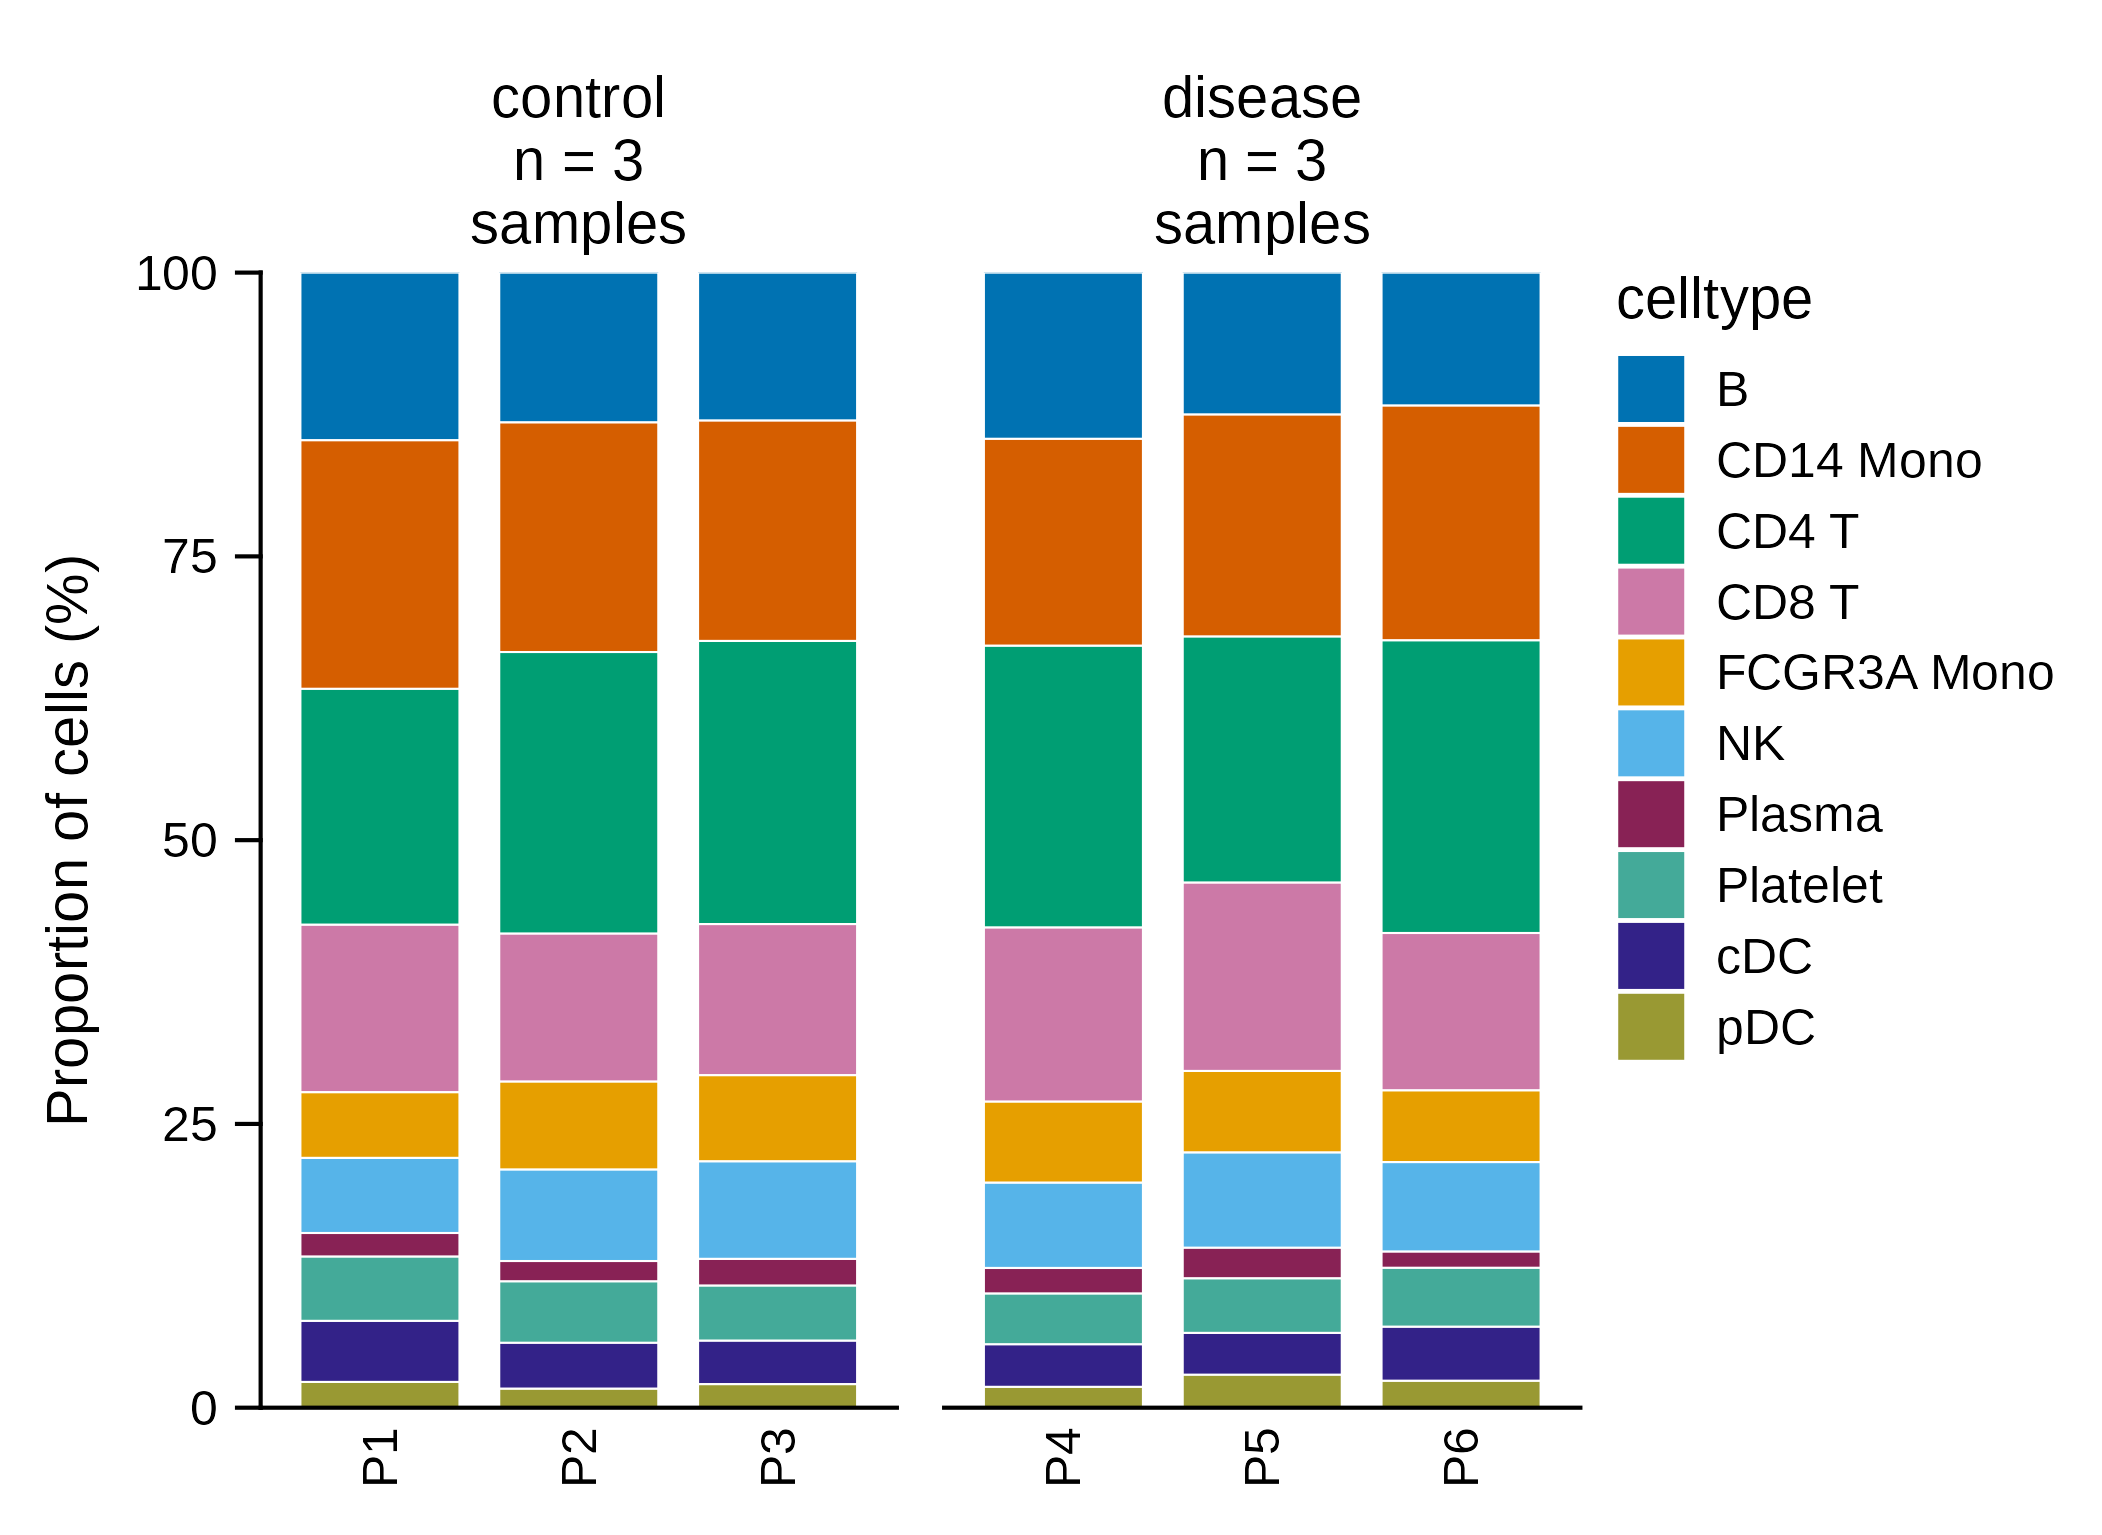 control
n = 3
samples
disease
n = 3
samples
100
75
50
25
0
Proportion of cells (%)
P1
P2
P3
P4
P5
P6
celltype
B
CD14 Mono
CD4 T
CD8 T
FCGR3A Mono
NK
Plasma
Platelet
cDC
pDC